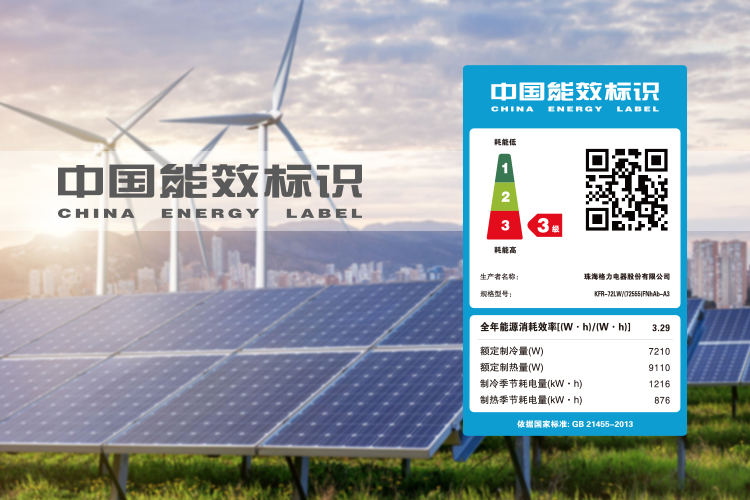 中国能效标识
CHINA ENERGY LABEL
中国能效标识
CHINA ENERGY LABEL
耗能低
1
2
3
3级
耗能高
生产者名称: 珠海格力电器股份有限公司
规格型号: KFR-72LW/(72555)FNhAb-A3
全年能源消耗效率[(W·h)/(W·h)] 3.29
额定制冷量(W) 7210
额定制热量(W) 9110
制冷季节耗电量(kW·h) 1216
制热季节耗电量(kW·h) 876
依据国家标准: GB 21455-2013